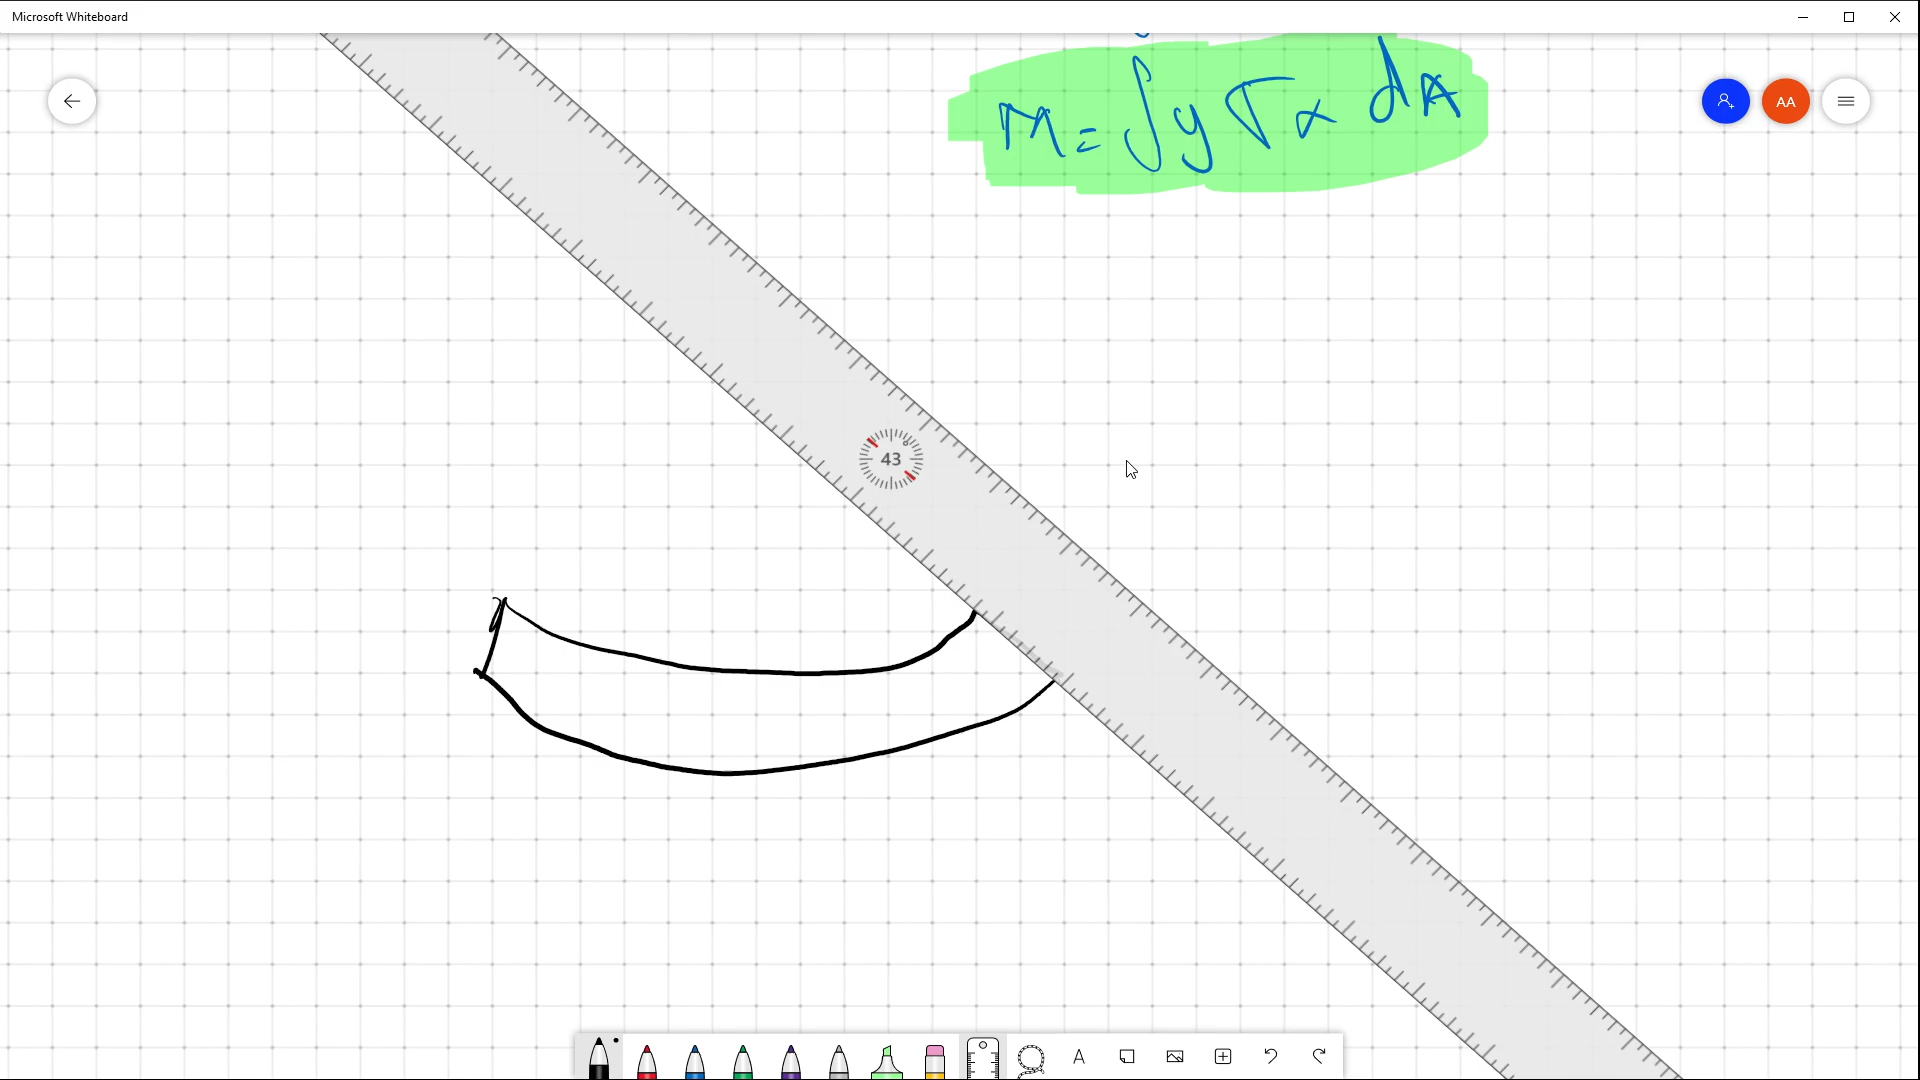 Microsoft Whiteboard
M = ∫ y σx dA
AA
43°
A